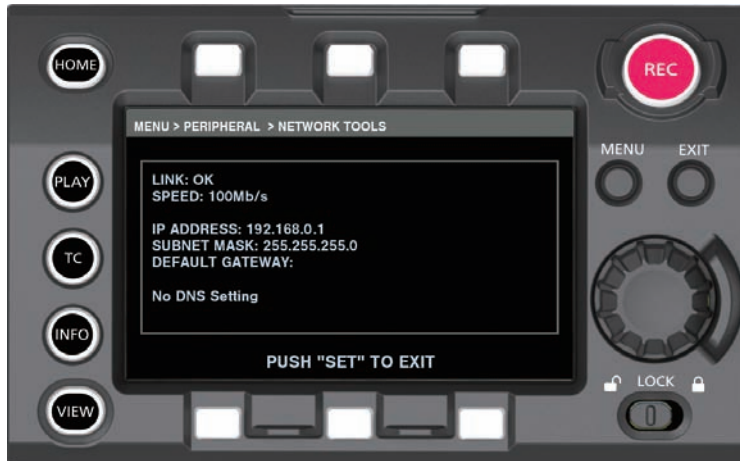 HOME
REC
MENU > PERIPHERAL > NETWORK TOOLS
MENU EXIT
PLAY
LINK: OK
SPEED: 100Mb/s
IP ADDRESS: 192.168.0.1
SUBNET MASK: 255.255.255.0
DEFAULT GATEWAY:
TC
No DNS Setting
INFO
PUSH "SET" TO EXIT
LOCK
VIEW